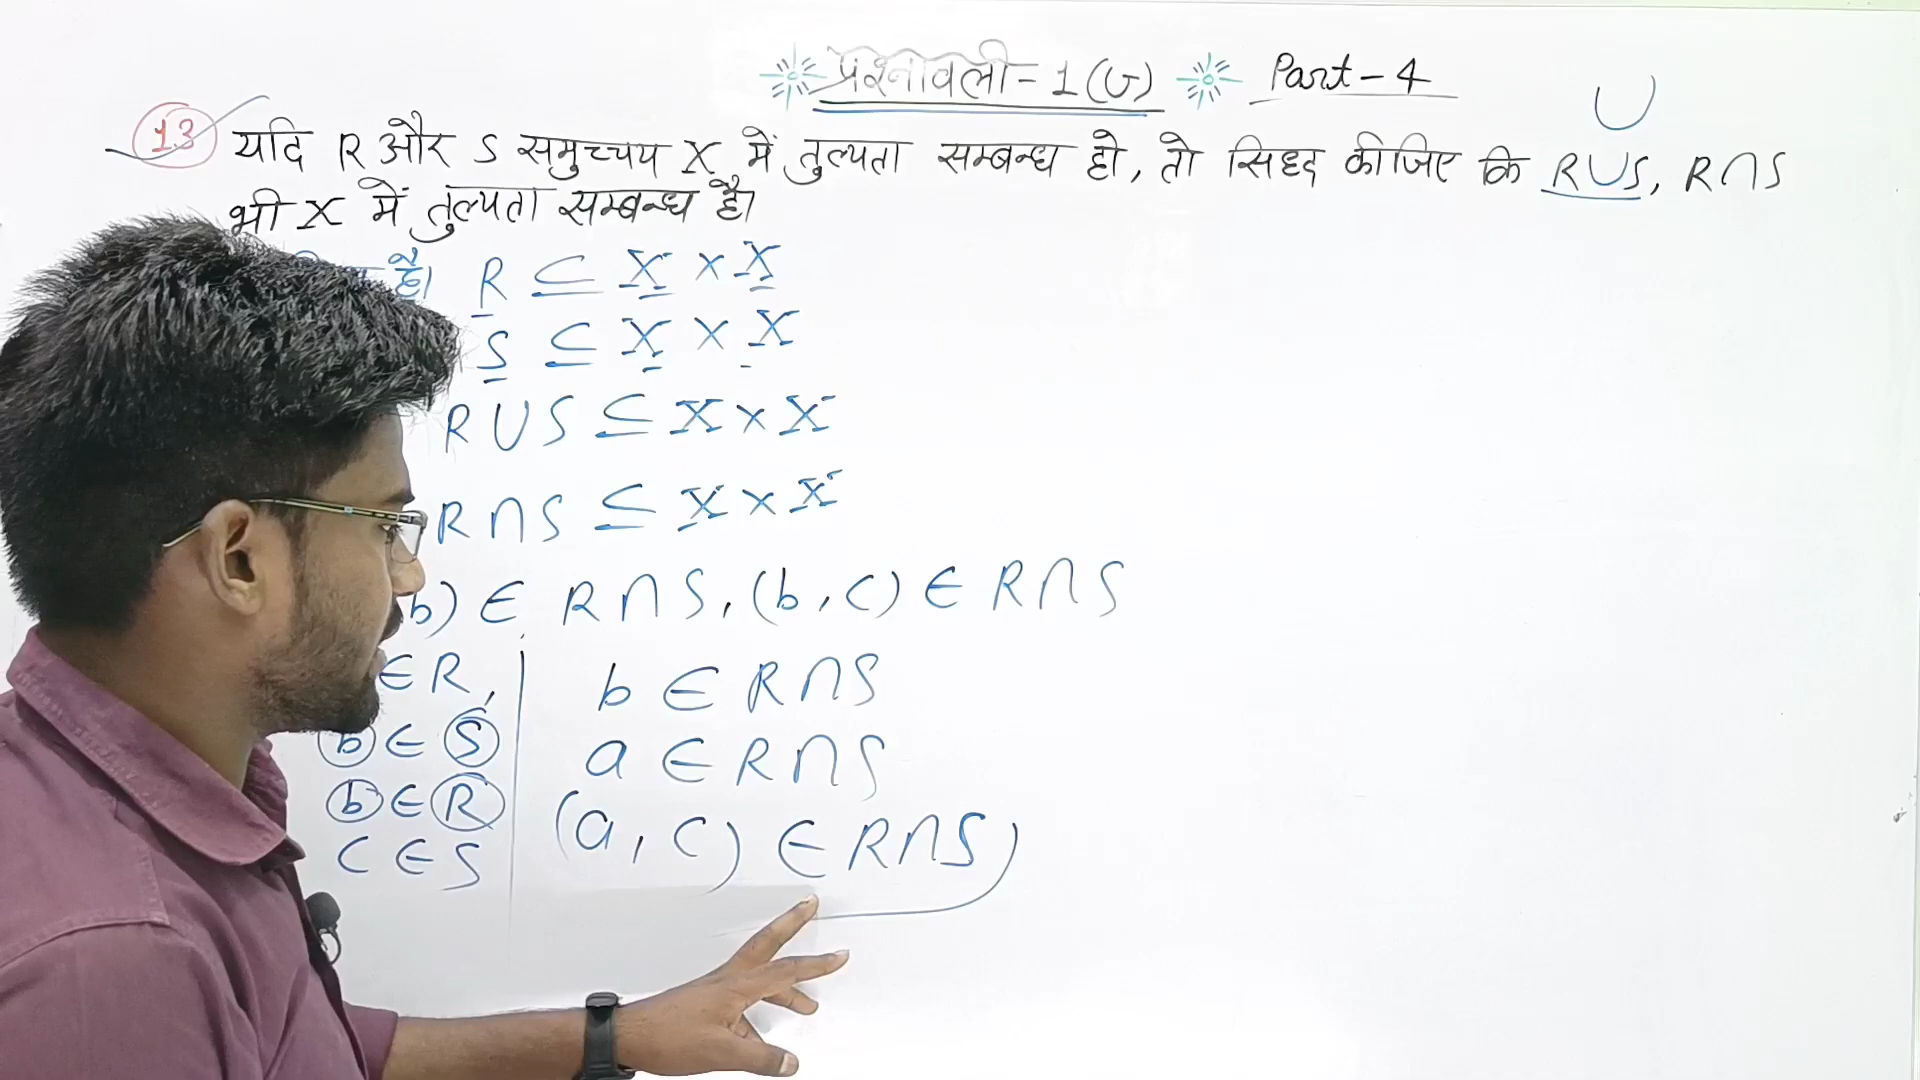 प्रश्नावली-1(U) Part-4
∪
13 यदि R और S समुच्चय X में तुल्यता सम्बन्ध हो, तो सिद्द कीजिए कि R∪S, R∩S
भी X में तुल्यता सम्बन्ध है।
है। R ⊆ X × X
S ⊆ X × X
R∪S ⊆ X × X
R∩S ⊆ X × X
b) ∈ R∩S, (b, c) ∈ R∩S
∈ R,
b ∈ S
b ∈ R
c ∈ S
b ∈ R∩S
a ∈ R∩S
(a, c) ∈ R∩S)